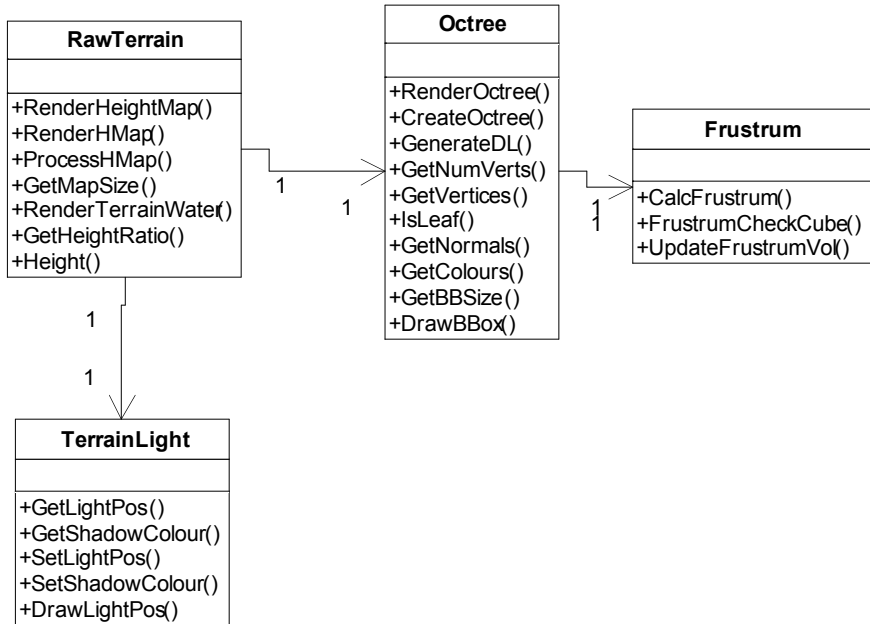 RawTerrain
+RenderHeightMap()
+RenderHMap()
+ProcessHMap()
+GetMapSize()
+RenderTerrainWater()
+GetHeightRatio()
+Height()
1
1
Octree
+RenderOctree()
+CreateOctree()
+GenerateDL()
+GetNumVerts()
+GetVertices()
+IsLeaf()
+GetNormals()
+GetColours()
+GetBBSize()
+DrawBBox()
1
1
Frustrum
+CalcFrustrum()
+FrustrumCheckCube()
+UpdateFrustrumVol()
1
1
TerrainLight
+GetLightPos()
+GetShadowColour()
+SetLightPos()
+SetShadowColour()
+DrawLightPos()